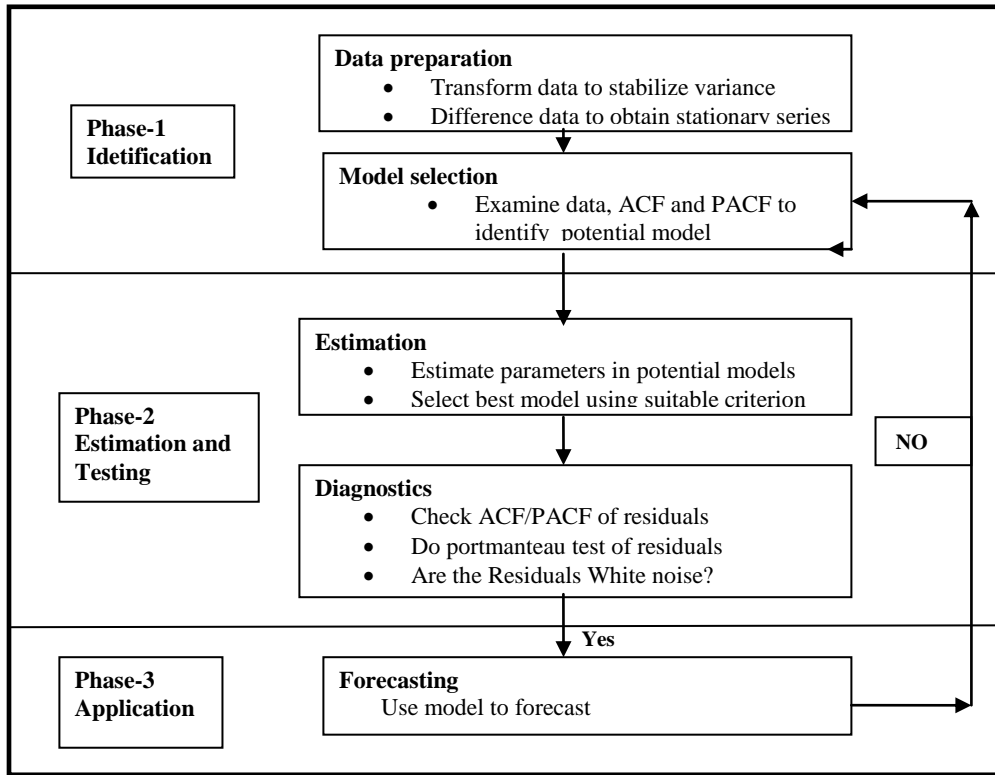 Data preparation
• Transform data to stabilize variance
• Difference data to obtain stationary series
Phase-1
Idetification
Model selection
• Examine data, ACF and PACF to
identify potential model
Estimation
• Estimate parameters in potential models
• Select best model using suitable criterion
Phase-2
Estimation and
Testing
NO
Diagnostics
• Check ACF/PACF of residuals
• Do portmanteau test of residuals
• Are the Residuals White noise?
Yes
Phase-3
Application
Forecasting
Use model to forecast